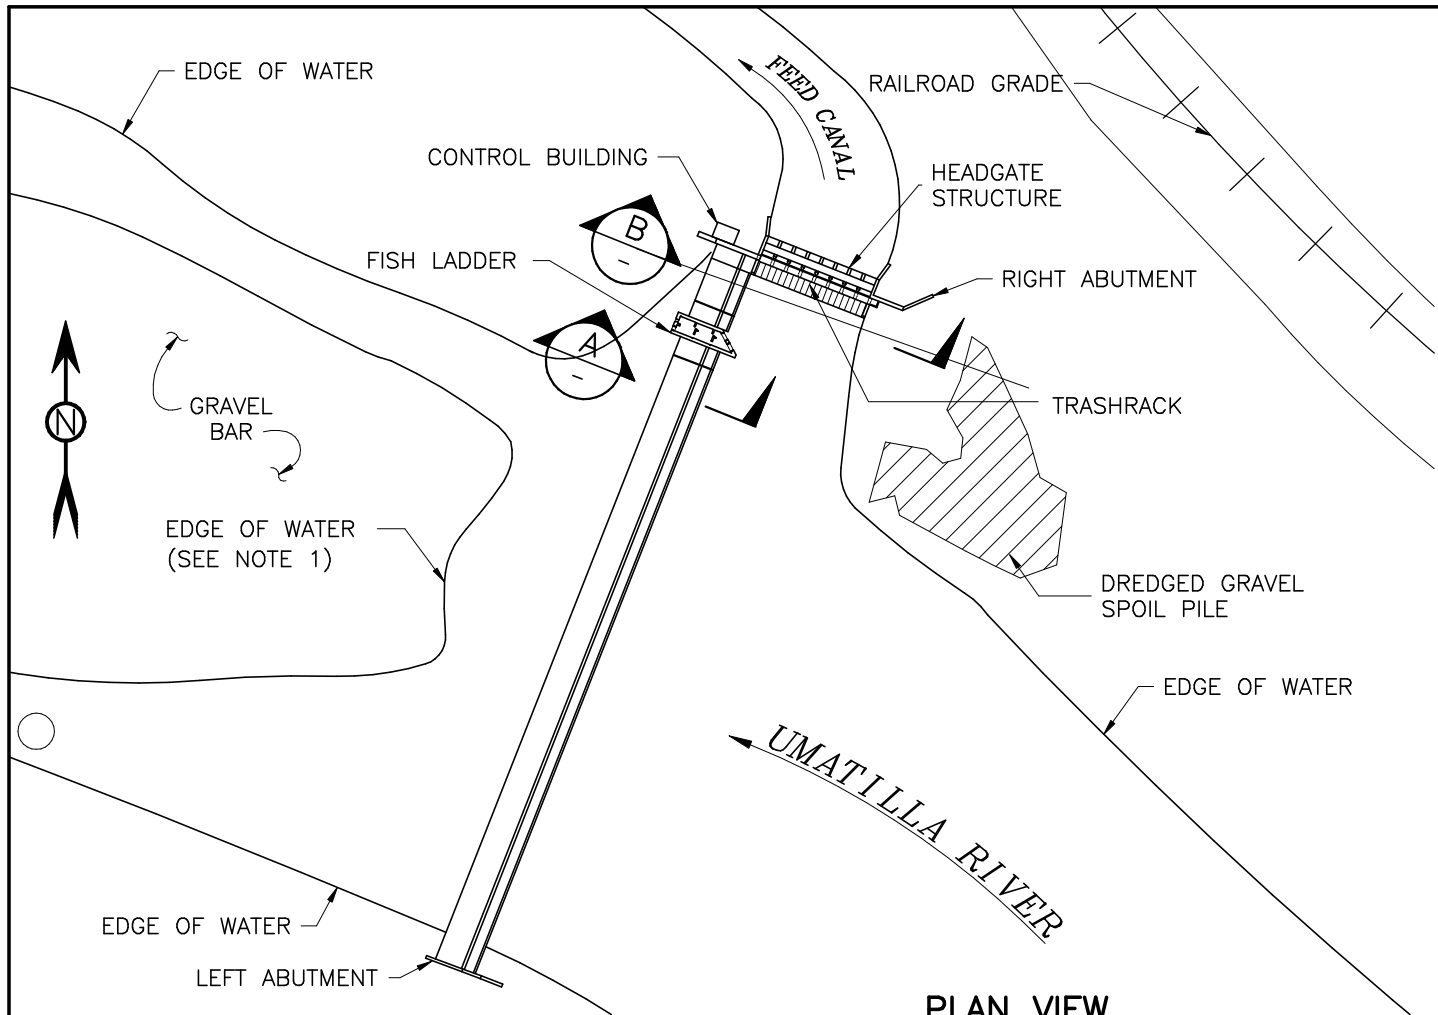 EDGE OF WATER
FEED CANAL
RAILROAD GRADE
CONTROL BUILDING
HEADGATE
STRUCTURE
B
-
FISH LADDER
RIGHT ABUTMENT
A
-
N
GRAVEL
BAR
TRASHRACK
EDGE OF WATER
(SEE NOTE 1)
DREDGED GRAVEL
SPOIL PILE
EDGE OF WATER
UMATILLA RIVER
EDGE OF WATER
LEFT ABUTMENT
PLAN VIEW